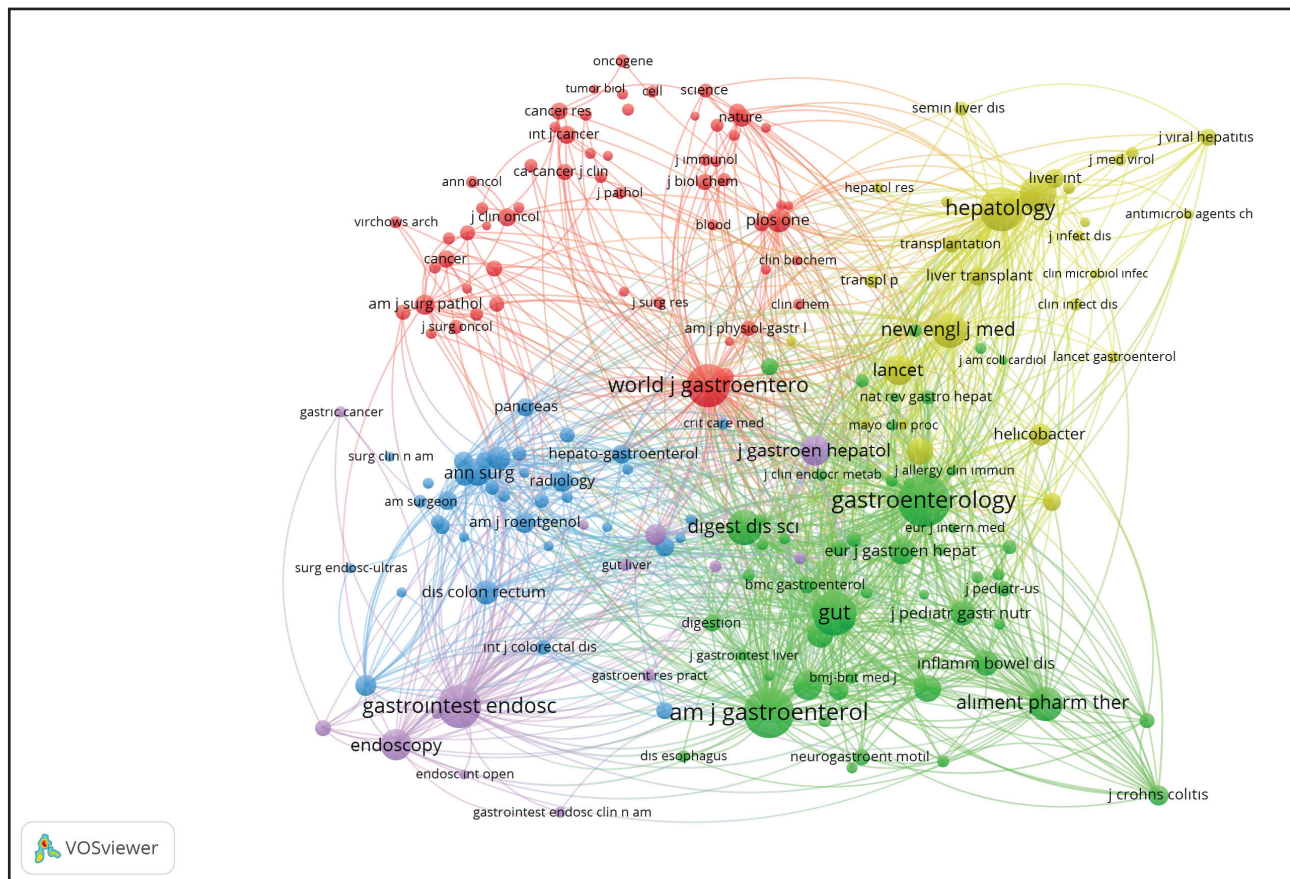 oncogene
tumor biol
cell
science
cancer res
nature
int j cancer
semin liver dis
j viral hepatitis
j immunol
j med virol
ca-cancer j clin
liver int
ann oncol
j pathol
j biol chem
hepatol res
hepatology
virchows arch
j clin oncol
blood
plos one
antimicrob agents ch
j infect dis
transplantation
cancer
clin biochem
transpl p
liver transplant
clin microbiol infec
am j surg pathol
j surg res
clin chem
clin infect dis
j surg oncol
am j physiol-gastr l
new engl j med
j am coll cardiol
lancet gastroenterol
world j gastroentero
lancet
nat rev gastro hepat
pancreas
gastric cancer
crit care med
mayo clin proc
helicobacter
surg clin n am
hepato-gastroenterol
j gastroen hepatol
ann surg
radiology
j clin endocr metab
j allergy clin immun
am surgeon
gastroenterology
am j roentgenol
digest dis sci
eur j intern med
eur j gastroen hepat
surg endosc-ultras
gut liver
dis colon rectum
bmc gastroenterol
j pediatr-us
gut
j pediatr gastr nutr
digestion
int j colorectal dis
j gastrointest liver
inflamm bowel dis
gastroent res pract
bmj-brit med j
gastrointest endosc
am j gastroenterol
aliment pharm ther
endoscopy
dis esophagus
neurogastroent motil
endosc int open
j crohns colitis
gastrointest endosc clin n am
VOSviewer